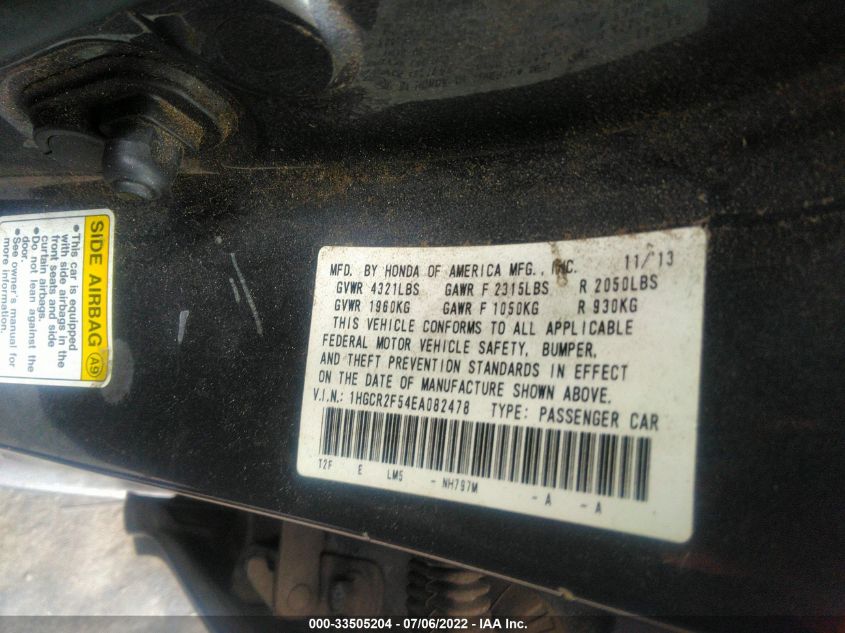 SIDE AIRBAG A9
•This car is equipped
with side airbags in the
front seats and side
curtain airbags.
•Do not lean against the
door.
•See owner's manual for
more information.
MFD. BY HONDA OF AMERICA MFG., INC. 11/13
GVWR 4321LBS GAWR F 2315LBS R 2050LBS
GVWR 1960KG GAWR F 1050KG R 930KG
THIS VEHICLE CONFORMS TO ALL APPLICABLE
FEDERAL MOTOR VEHICLE SAFETY, BUMPER,
AND THEFT PREVENTION STANDARDS IN EFFECT
ON THE DATE OF MANUFACTURE SHOWN ABOVE.
V.I.N.: 1HGCR2F54EA082478 TYPE: PASSENGER CAR
T2F E LM5 - NH797M - A - A
000-33505204 - 07/06/2022 - IAA Inc.